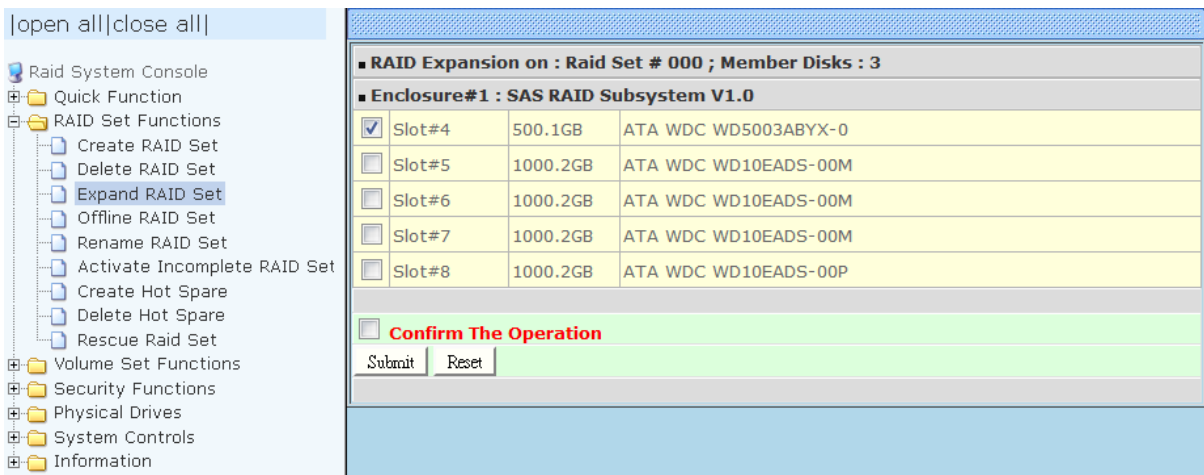 |open all|close all|
Raid System Console
Quick Function
RAID Set Functions
Create RAID Set
Delete RAID Set
Expand RAID Set
Offline RAID Set
Rename RAID Set
Activate Incomplete RAID Set
Create Hot Spare
Delete Hot Spare
Rescue Raid Set
Volume Set Functions
Security Functions
Physical Drives
System Controls
Information
RAID Expansion on : Raid Set # 000 ; Member Disks : 3
Enclosure#1 : SAS RAID Subsystem V1.0
Slot#4 500.1GB ATA WDC WD5003ABYX-0
Slot#5 1000.2GB ATA WDC WD10EADS-00M
Slot#6 1000.2GB ATA WDC WD10EADS-00M
Slot#7 1000.2GB ATA WDC WD10EADS-00M
Slot#8 1000.2GB ATA WDC WD10EADS-00P
Confirm The Operation
Submit Reset